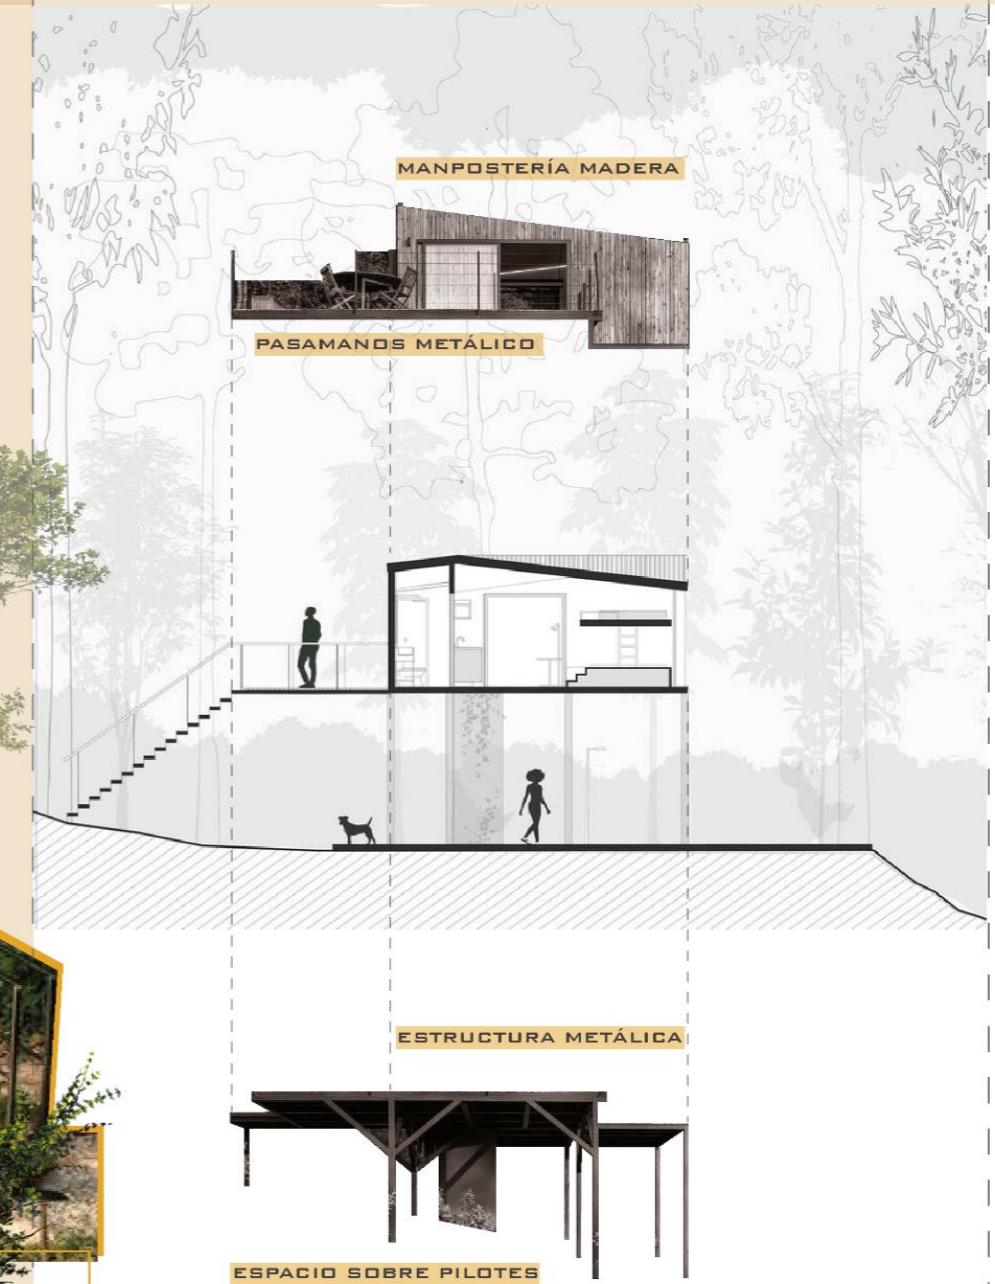 MANPOSTERÍA MADERA
PASAMANOS METÁLICO
ESTRUCTURA METÁLICA
ESPACIO SOBRE PILOTES